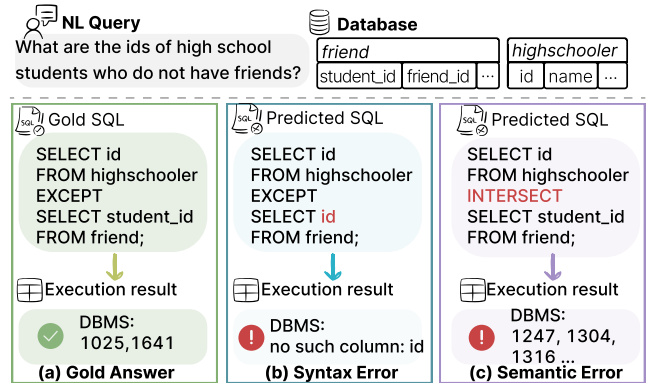 NL Query
What are the ids of high school
students who do not have friends?
Database
friend
student_id friend_id ...
highschooler
id name ...
SQL Gold SQL
SELECT id
FROM highschooler
EXCEPT
SELECT student_id
FROM friend;
Execution result
DBMS:
1025,1641
(a) Gold Answer
SQL Predicted SQL
SELECT id
FROM highschooler
EXCEPT
SELECT id
FROM friend;
Execution result
DBMS:
no such column: id
(b) Syntax Error
SQL Predicted SQL
SELECT id
FROM highschooler
INTERSECT
SELECT student_id
FROM friend;
Execution result
DBMS:
1247, 1304,
1316 ...
(c) Semantic Error